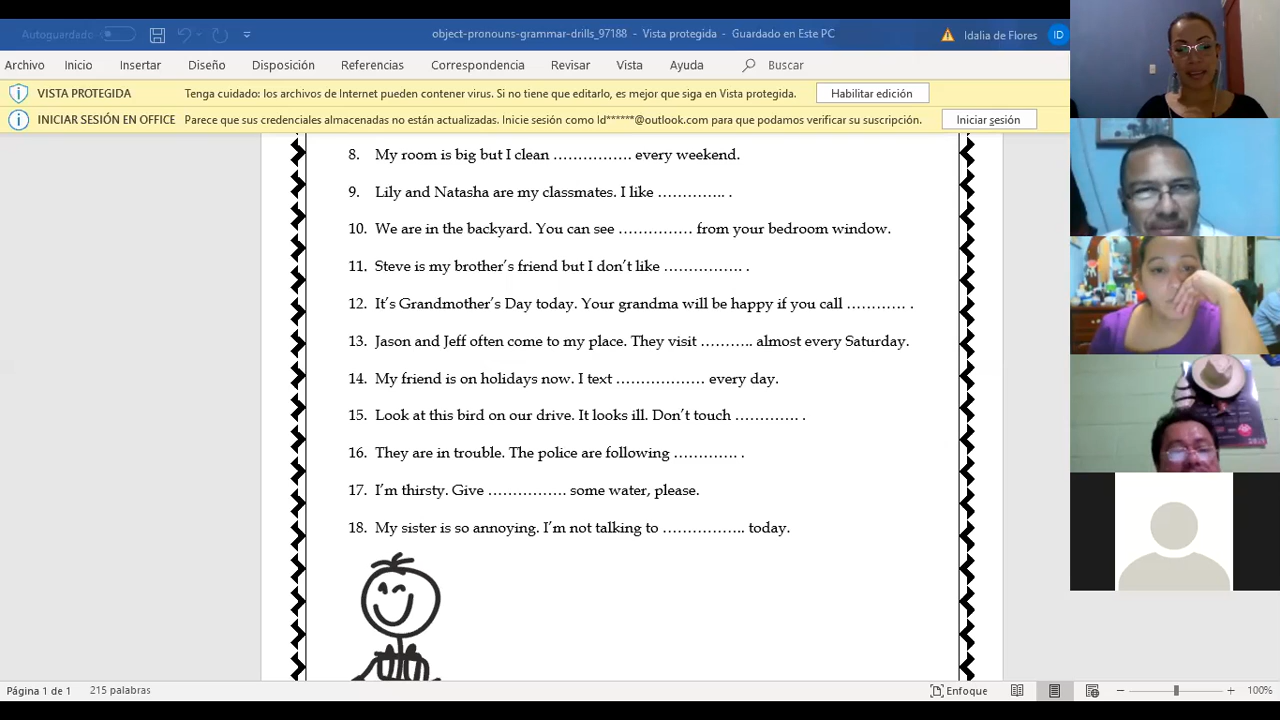 Autoguardado
object-pronouns-grammar-drills_97188 - Vista protegida - Guardado en Este PC
Idalia de Flores ID
Archivo Inicio Insertar Diseño Disposición Referencias Correspondencia Revisar Vista Ayuda Buscar
VISTA PROTEGIDA Tenga cuidado: los archivos de Internet pueden contener virus. Si no tiene que editarlo, es mejor que siga en Vista protegida. Habilitar edición
INICIAR SESIÓN EN OFFICE Parece que sus credenciales almacenadas no están actualizadas. Inicie sesión como Id******@outlook.com para que podamos verificar su suscripción. Iniciar sesión
8. My room is big but I clean ……………. every weekend.
9. Lily and Natasha are my classmates. I like ………….. .
10. We are in the backyard. You can see …………… from your bedroom window.
11. Steve is my brother’s friend but I don’t like ……………. .
12. It’s Grandmother’s Day today. Your grandma will be happy if you call ………… .
13. Jason and Jeff often come to my place. They visit ……….. almost every Saturday.
14. My friend is on holidays now. I text ……………… every day.
15. Look at this bird on our drive. It looks ill. Don’t touch …………. .
16. They are in trouble. The police are following …………. .
17. I’m thirsty. Give ……………. some water, please.
18. My sister is so annoying. I’m not talking to …………….. today.
Página 1 de 1 215 palabras Enfoque 100%